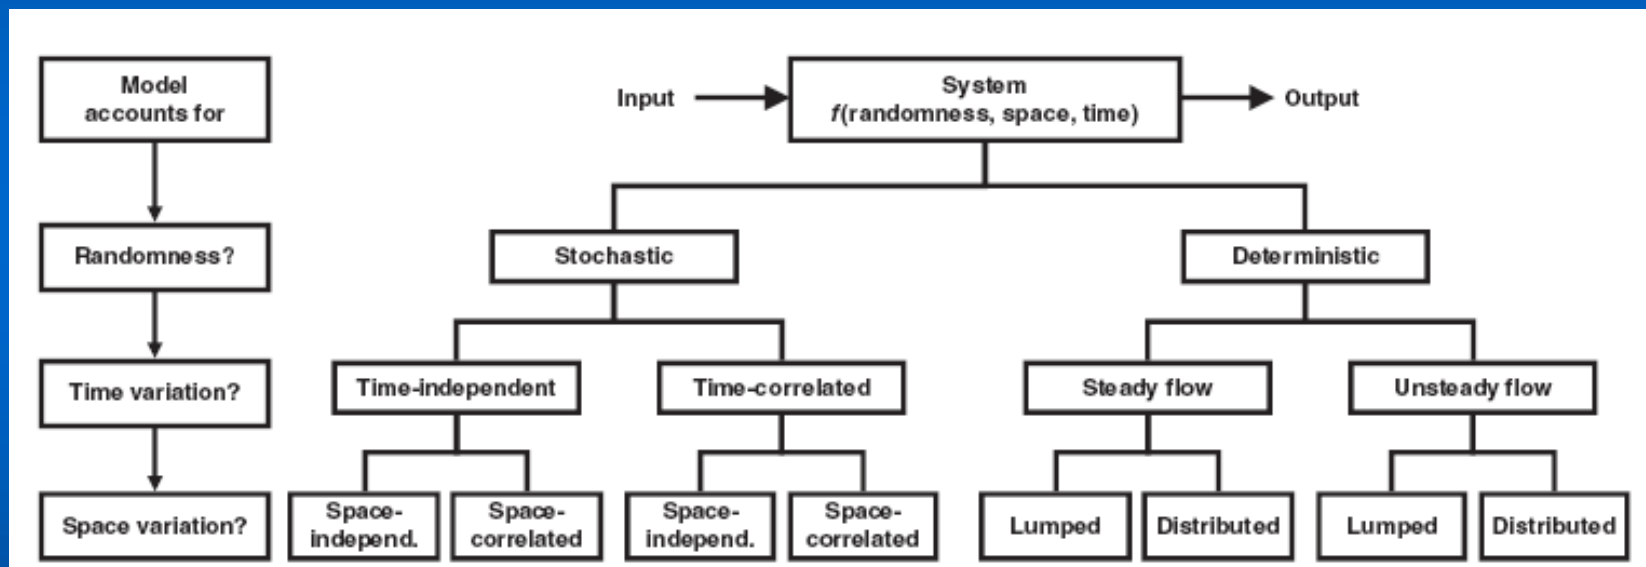 Model
accounts for
Input
System
f(randomness, space, time)
Output
Randomness?
Stochastic
Deterministic
Time variation?
Time-independent
Time-correlated
Steady flow
Unsteady flow
Space variation?
Space-
independ.
Space-
correlated
Space-
independ.
Space-
correlated
Lumped
Distributed
Lumped
Distributed